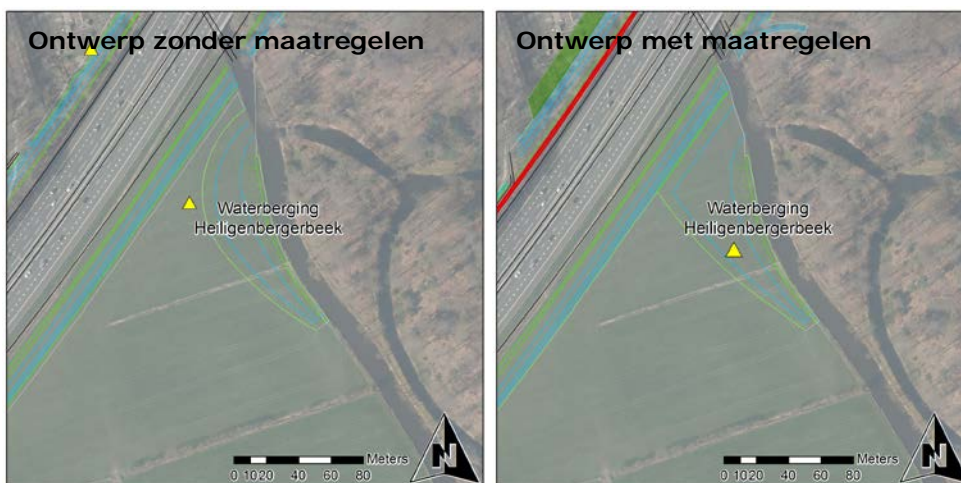 Ontwerp zonder maatregelen
Waterberging
Heiligenbergerbeek
Meters
0 10 20 40 60 80
N
Ontwerp met maatregelen
Waterberging
Heiligenbergerbeek
Meters
0 10 20 40 60 80
N